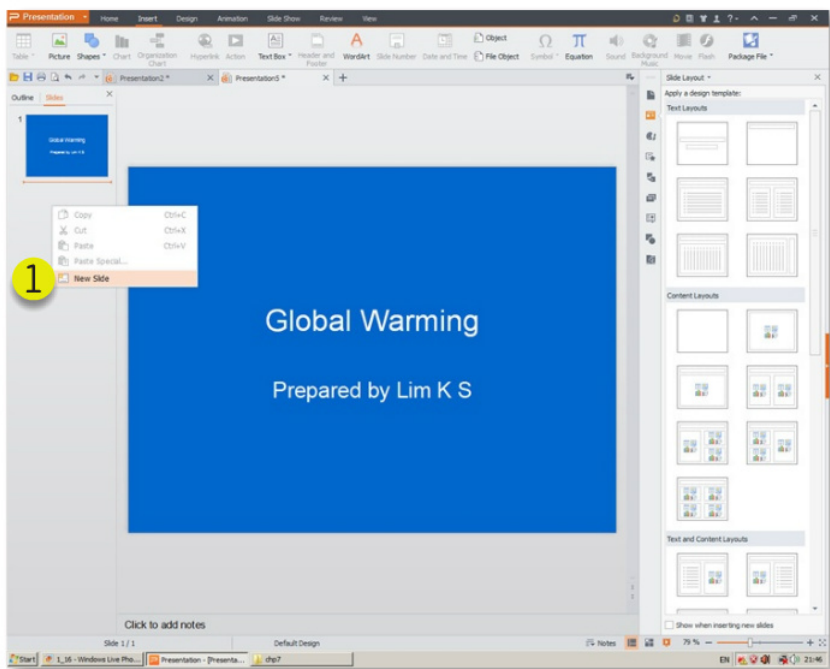 Presentation Home Insert Design Animation Slide Show Review View
Table Picture Shapes Chart Organization Chart Hyperlink Action Text Box Header and Footer WordArt Slide Number Date and Time Object File Object Symbol Equation Sound Background Music Movie Flash Package File
Presentation2 * Presentation5 *
Outline Slides
1
Global Warming
Prepared by Lim K S
Copy Ctrl+C
Cut Ctrl+X
Paste Ctrl+V
Paste Special...
1 New Slide
Global Warming
Prepared by Lim K S
Click to add notes
Slide Layout
Apply a design template:
Text Layouts
Content Layouts
Text and Content Layouts
Show when inserting new slides
Slide 1 / 1 Default Design Notes 79 %
Start 1_16 - Windows Live Pho... Presentation - [Presenta... chp7 EN 21:46